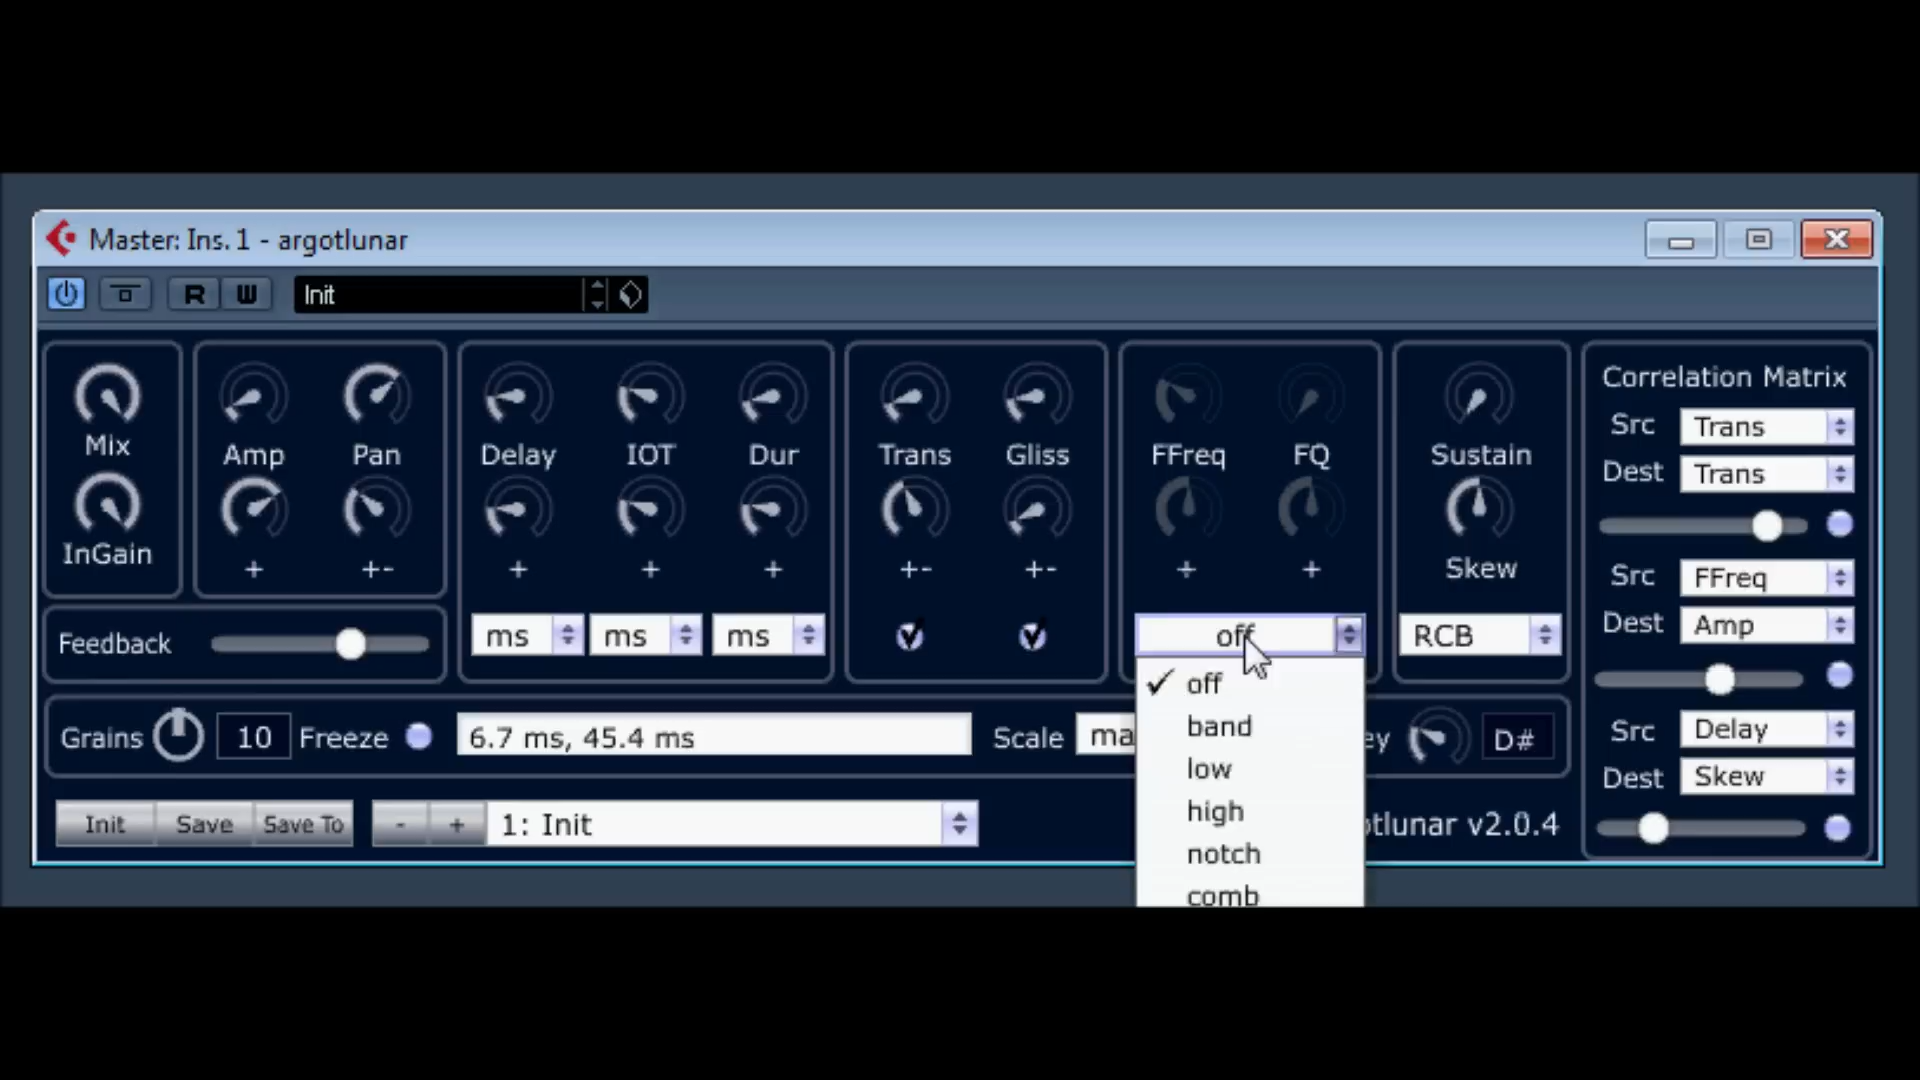 Master: Ins. 1 - argotlunar
R W Init
Mix
InGain
Amp Pan
+ +-
Delay IOT Dur
+ + +
ms ms ms
Trans Gliss
+- +-
FFreq FQ
+ +
off
off
band
low
high
notch
comb
Sustain
Skew
RCB
Feedback
Grains 10 Freeze 6.7 ms, 45.4 ms Scale D#
Init Save Save To - + 1: Init
v2.0.4
Correlation Matrix
Src Trans
Dest Trans
Src FFreq
Dest Amp
Src Delay
Dest Skew